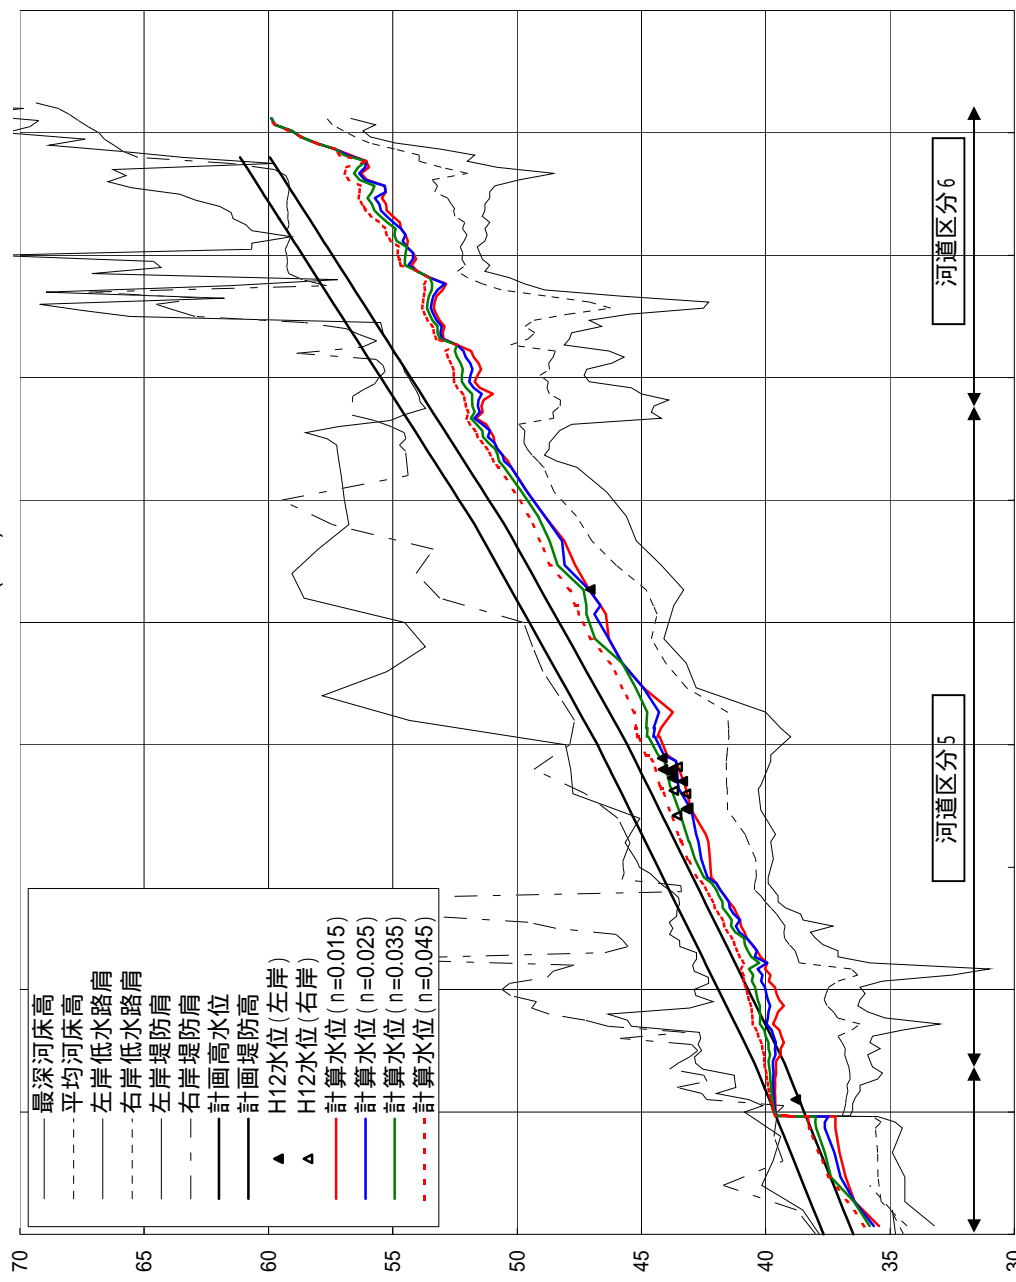 最深河床高
平均河床高
左岸低水路肩
右岸低水路肩
左岸堤防肩
右岸堤防肩
計画高水位
計画堤防高
H12水位(左岸)
H12水位(右岸)
計算水位(n=0.015)
計算水位(n=0.025)
計算水位(n=0.035)
計算水位(n=0.045)
河道区分5
河道区分6
70
65
60
55
50
45
40
35
30